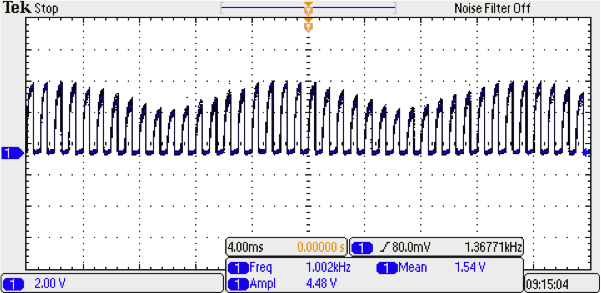 Tek Stop Noise Filter Off
T
T
1
4.00ms 0.00000 s 1 80.0mV 1.36771kHz
1 Freq 1.002kHz 1 Mean 1.54 V
1 2.00 V 1 Ampl 4.48 V 09:15:04